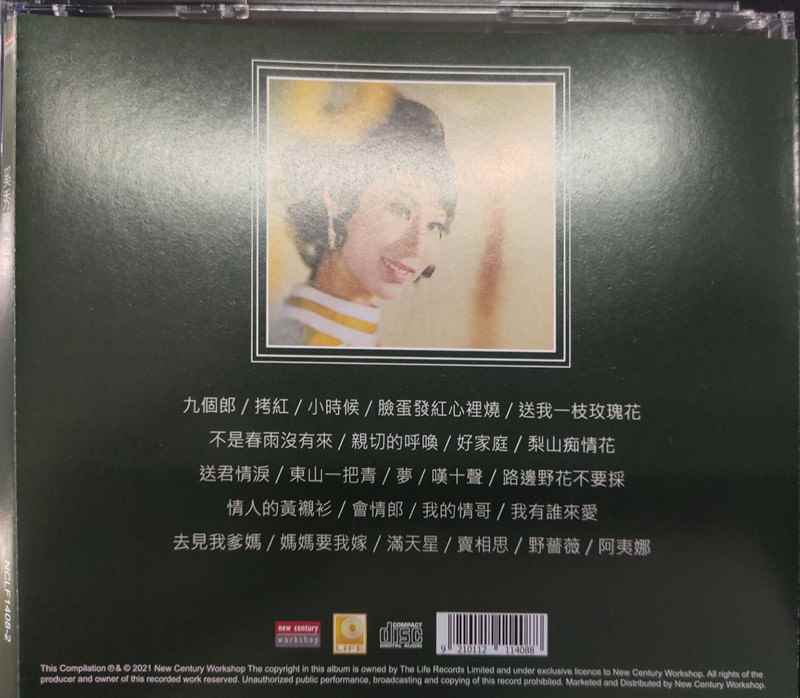 九個郎 / 拷紅 / 小時候 / 臉蛋發紅心裡燒 / 送我一枝玫瑰花
不是春雨沒有來 / 親切的呼喚 / 好家庭 / 梨山痴情花
送君情淚 / 東山一把青 / 夢 / 嘆十聲 / 路邊野花不要採
情人的黃襯衫 / 會情郎 / 我的情哥 / 我有誰來愛
去見我爹媽 / 媽媽要我嫁 / 滿天星 / 賣相思 / 野薔薇 / 阿夷娜
NCLF1408-2
new century
workshop
LIFE
COMPACT
disc
DIGITAL AUDIO
9 210112 114088
This Compilation ℗& © 2021 New Century Workshop The copyright in this album is owned by The Life Records Limited and under exclusive licence to New Century Workshop. All rights of the
producer and owner of this recorded work reserved. Unauthorized public performance, broadcasting and copying of this record prohibited. Marketed and Distributed by New Century Workshop.